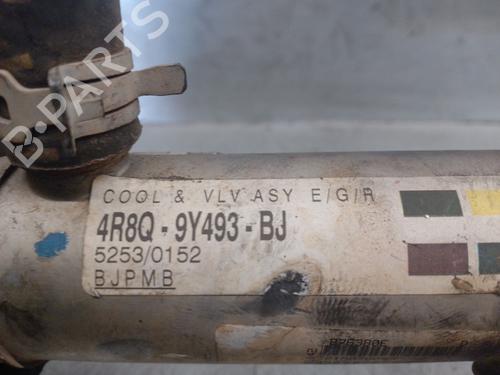 B-PARTS
COOL & VLV ASY E/G/R
4R8Q - 9Y493 - BJ
5253/0152
BJPMB